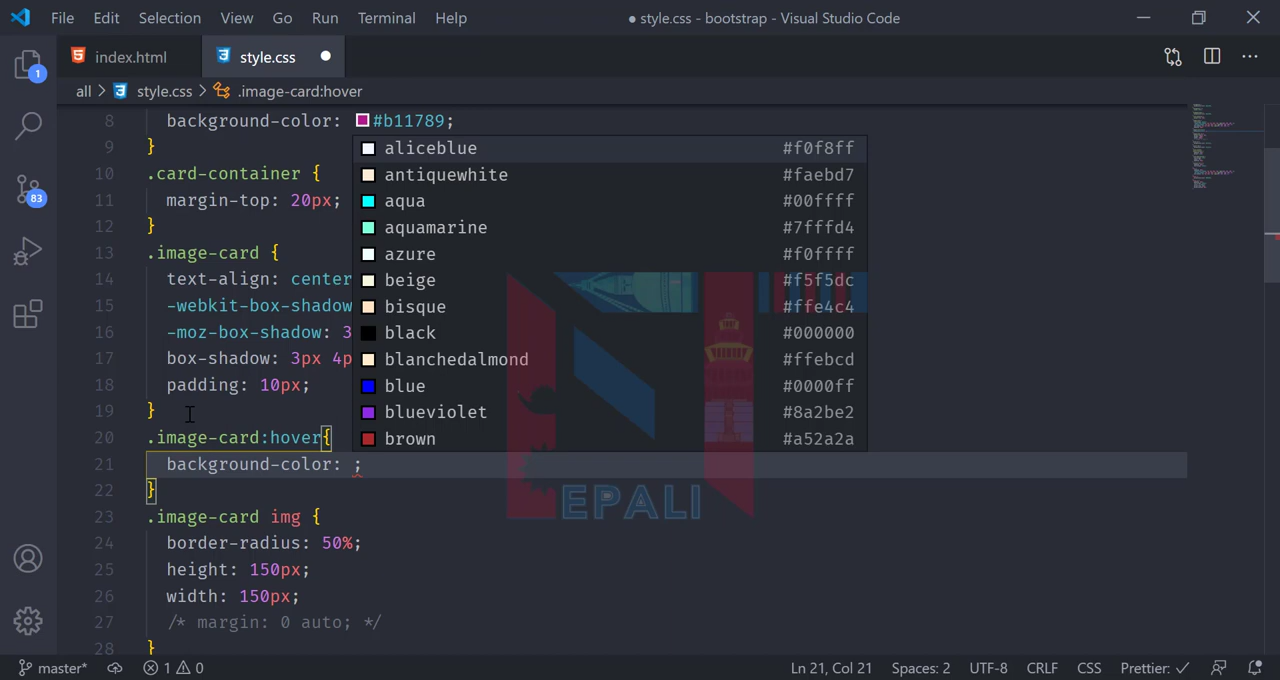 File Edit Selection View Go Run Terminal Help ● style.css - bootstrap - Visual Studio Code
index.html style.css
all > style.css > .image-card:hover
1
83
8 background-color: #b11789;
9 }
10 .card-container {
11 margin-top: 20px;
12 }
13 .image-card {
14 text-align: center
15 -webkit-box-shadow
16 -moz-box-shadow: 3
17 box-shadow: 3px 4p
18 padding: 10px;
19 }
20 .image-card:hover{
21 background-color: ;
22 }
23 .image-card img {
24 border-radius: 50%;
25 height: 150px;
26 width: 150px;
27 /* margin: 0 auto; */
28 }
aliceblue #f0f8ff
antiquewhite #faebd7
aqua #00ffff
aquamarine #7fffd4
azure #f0ffff
beige #f5f5dc
bisque #ffe4c4
black #000000
blanchedalmond #ffebcd
blue #0000ff
blueviolet #8a2be2
brown #a52a2a
EPALI
master* 1 0 Ln 21, Col 21 Spaces: 2 UTF-8 CRLF CSS Prettier: ✓